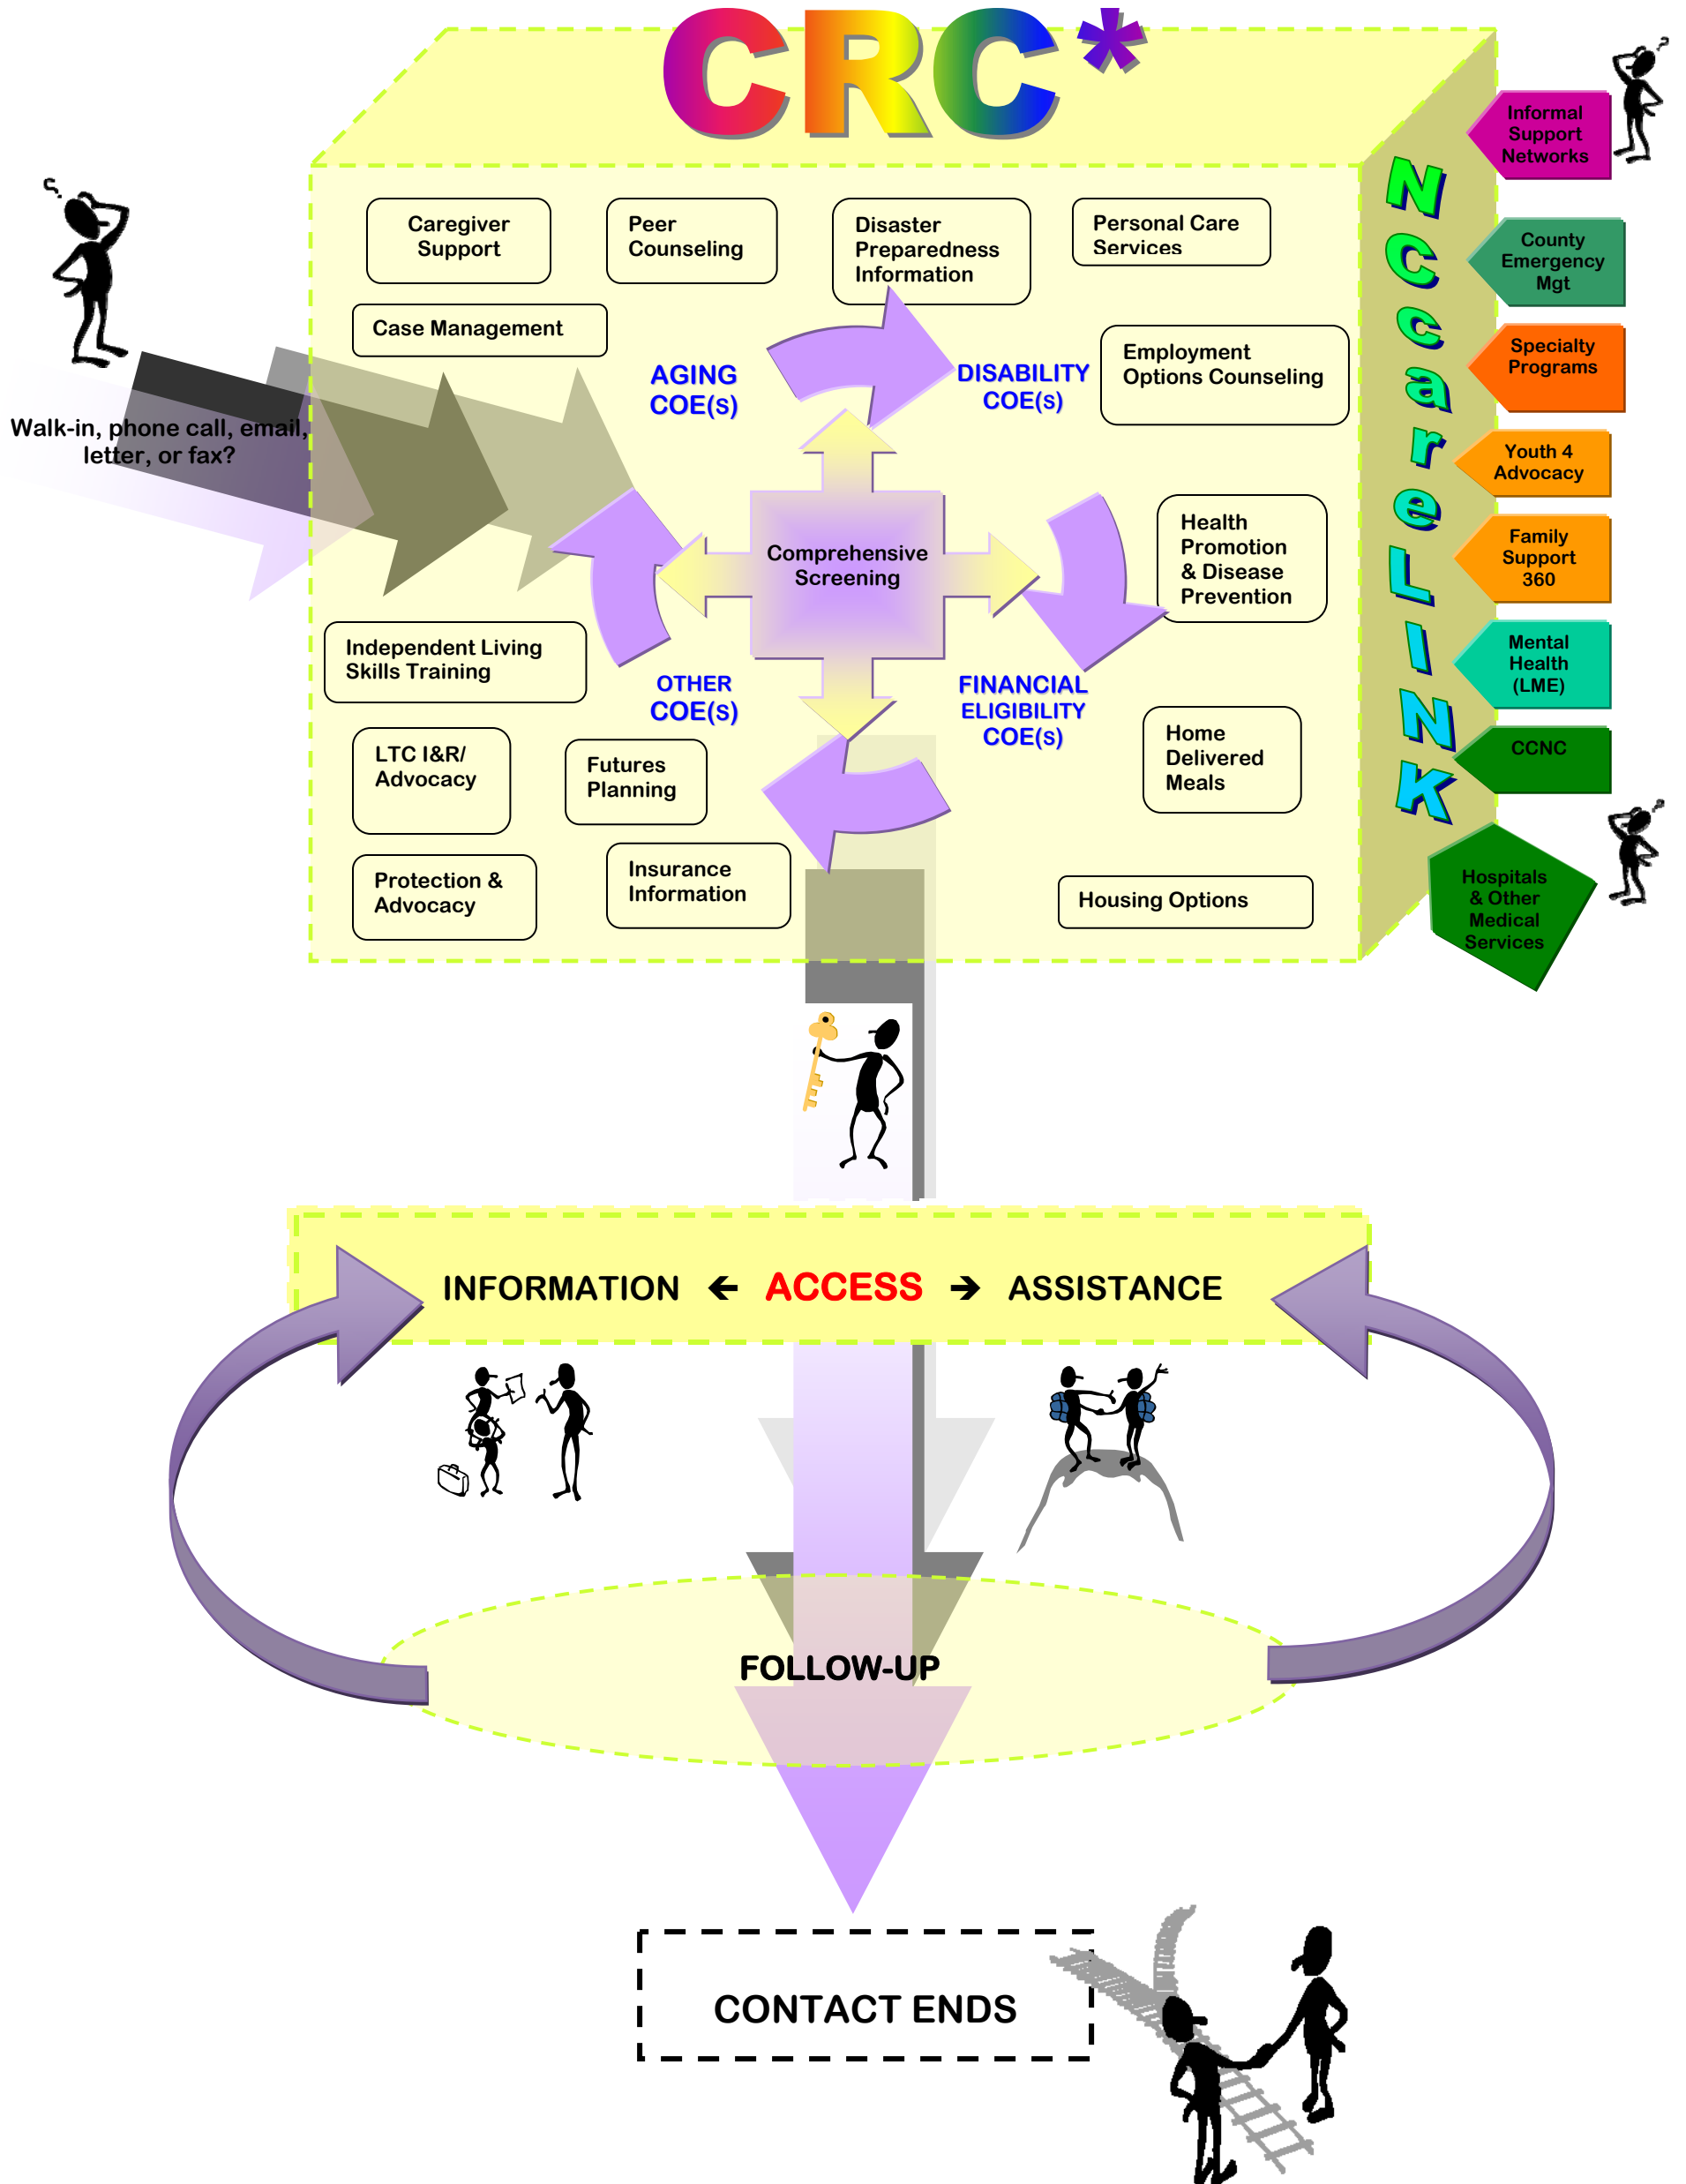 CRC*
Caregiver
Support
Peer
Counseling
Disaster
Preparedness
Information
Personal Care
Services
Case Management
AGING
COE(S)
DISABILITY
COE(S)
Employment
Options Counseling
Walk-in, phone call, email,
letter, or fax?
Comprehensive
Screening
Health
Promotion
& Disease
Prevention
Independent Living
Skills Training
OTHER
COE(S)
FINANCIAL
ELIGIBILITY
COE(S)
LTC I&R/
Advocacy
Futures
Planning
Home
Delivered
Meals
Protection &
Advocacy
Insurance
Information
Housing Options
NCcareLINK
Informal
Support
Networks
County
Emergency
Mgt
Specialty
Programs
Youth 4
Advocacy
Family
Support
360
Mental
Health
(LME)
CCNC
Hospitals
& Other
Medical
Services
INFORMATION ← ACCESS → ASSISTANCE
FOLLOW-UP
CONTACT ENDS